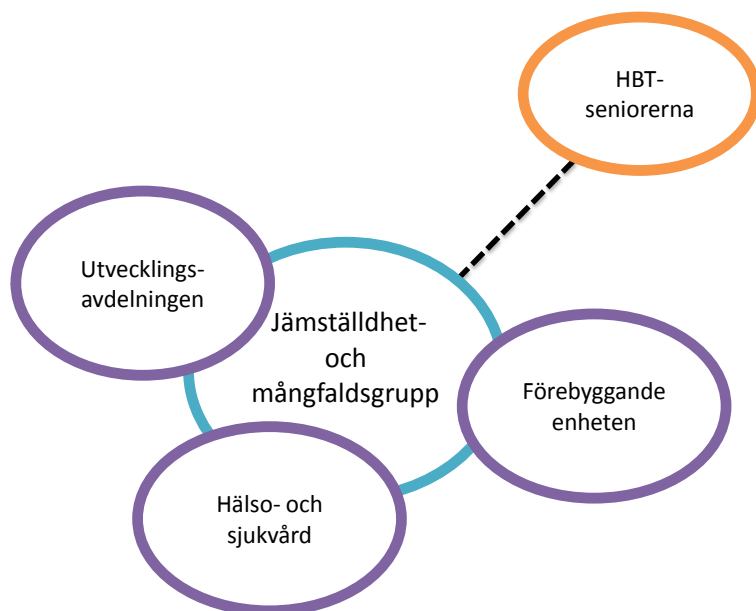 HBT-
seniorerna
Utvecklings-
avdelningen
Jämställdhet-
och
mångfaldsgrupp
Förebyggande
enheten
Hälso- och
sjukvård